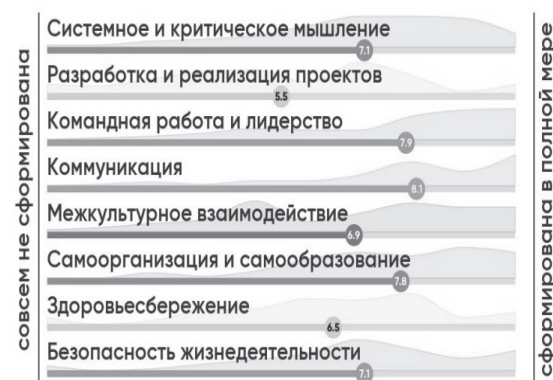 совсем не сформирована
Системное и критическое мышление
7.1
Разработка и реализация проектов
5.5
Командная работа и лидерство
7.9
Коммуникация
8.1
Межкультурное взаимодействие
6.9
Самоорганизация и самообразование
7.8
Здоровьесбережение
6.5
Безопасность жизнедеятельности
7.1
сформирована в полной мере